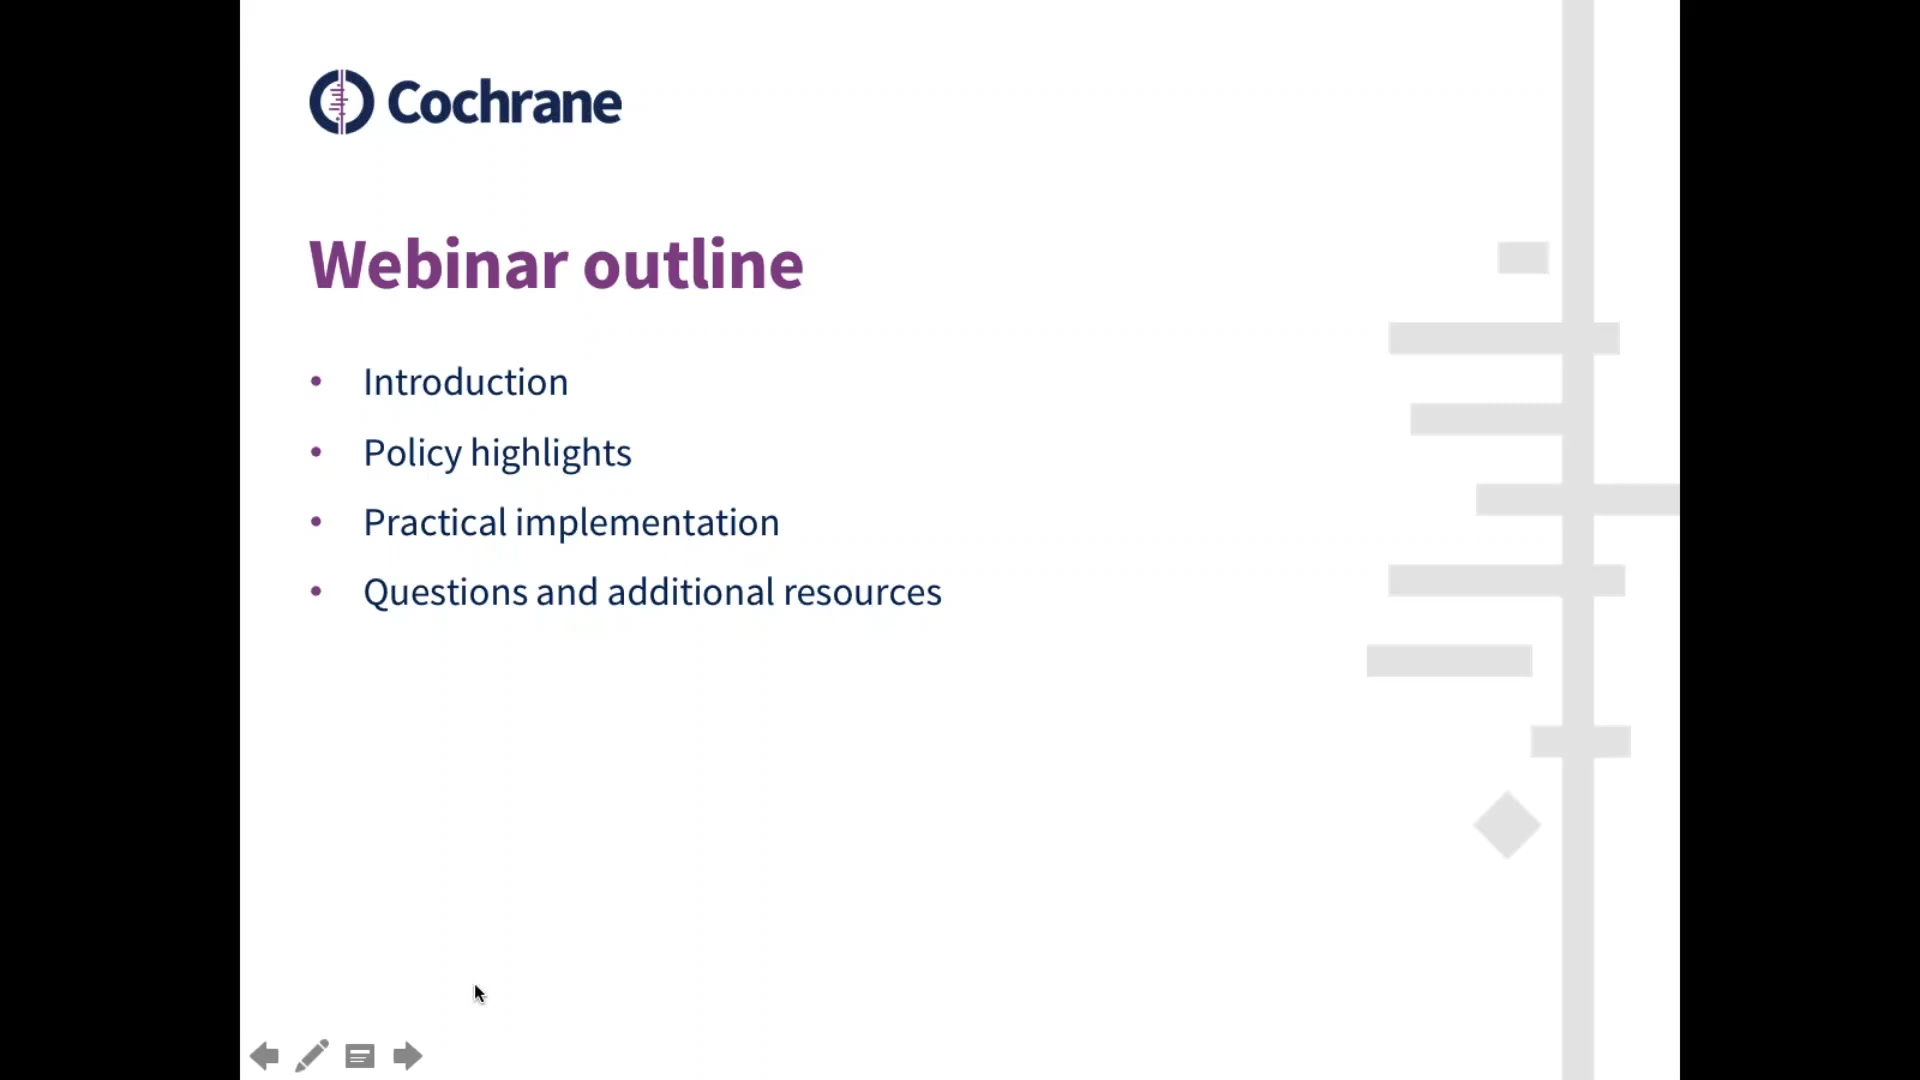 Cochrane
Webinar outline
• Introduction
• Policy highlights
• Practical implementation
• Questions and additional resources